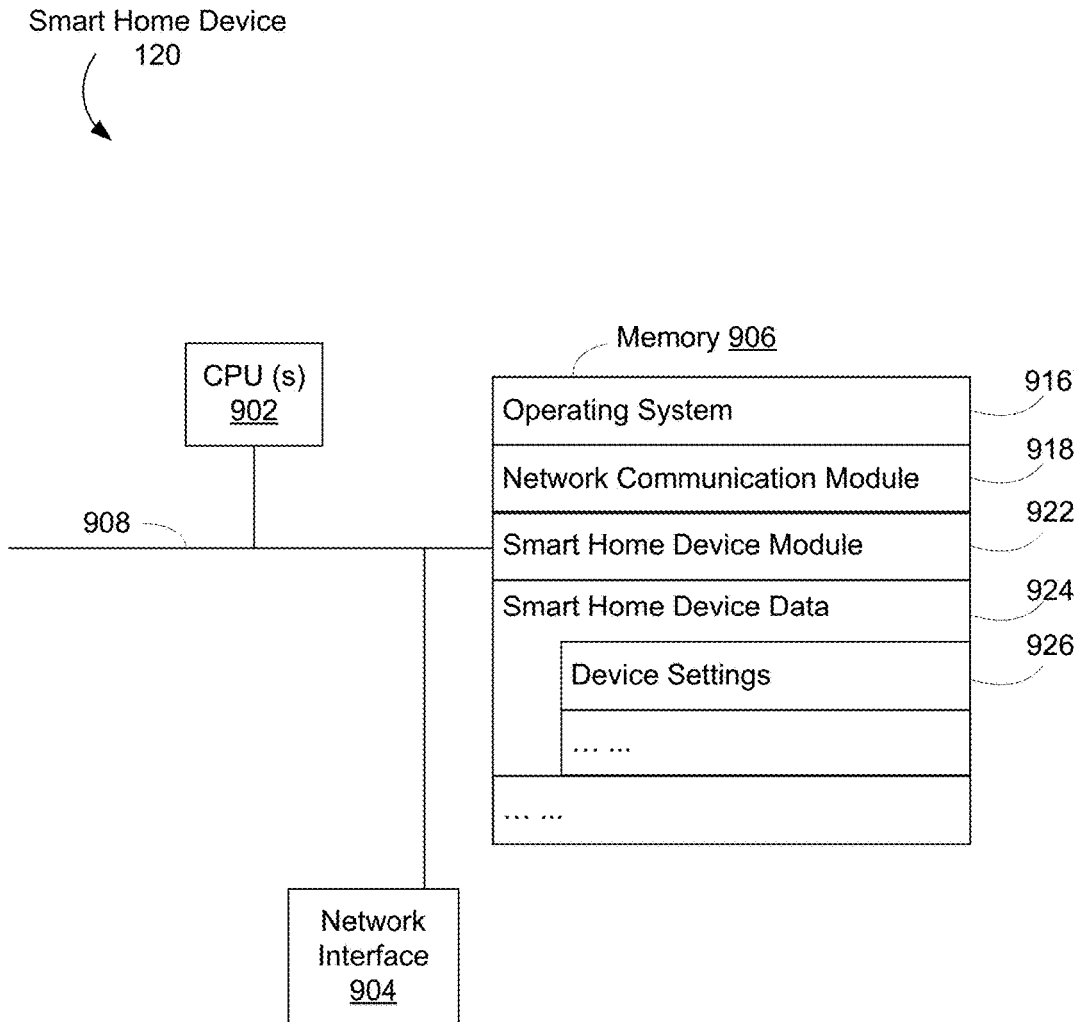 Smart Home Device
120
Memory 906
CPU (s)
902
Operating System
916
Network Communication Module
918
908
Smart Home Device Module
922
Smart Home Device Data
924
Device Settings
926
... ...
... ...
Network
Interface
904